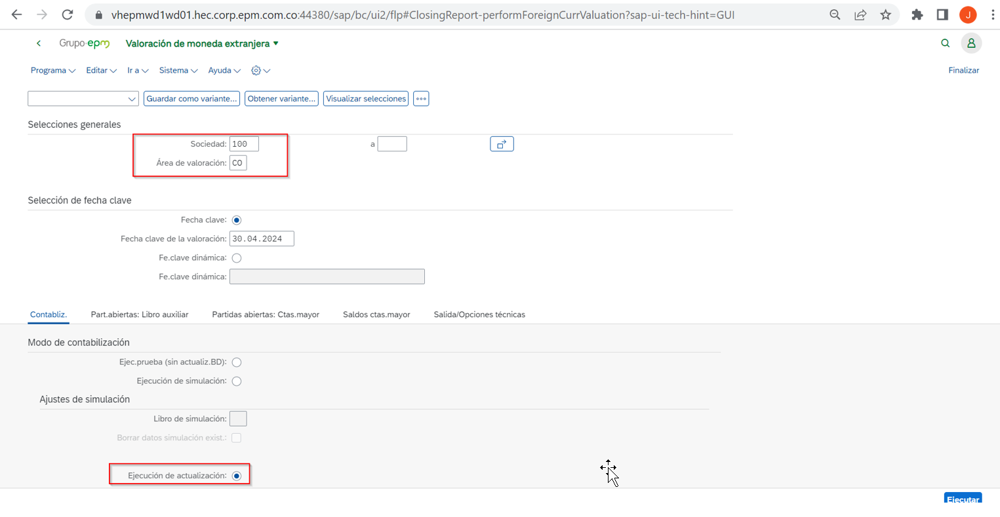 vhepmwd1wd01.hec.corp.epm.com.co:44380/sap/bc/ui2/flp#ClosingReport-performForeignCurrValuation?sap-ui-tech-hint=GUI
J
Grupo·epm Valoración de moneda extranjera
Programa Editar Ir a Sistema Ayuda Finalizar
Guardar como variante... Obtener variante... Visualizar selecciones
Selecciones generales
Sociedad: 100 a
Área de valoración: CO
Selección de fecha clave
Fecha clave:
Fecha clave de la valoración: 30.04.2024
Fe.clave dinámica:
Fe.clave dinámica:
Contabliz. Part.abiertas: Libro auxiliar Partidas abiertas: Ctas.mayor Saldos ctas.mayor Salida/Opciones técnicas
Modo de contabilización
Ejec.prueba (sin actualiz.BD):
Ejecución de simulación:
Ajustes de simulación
Libro de simulación:
Borrar datos simulación exist.:
Ejecución de actualización:
Ejecutar